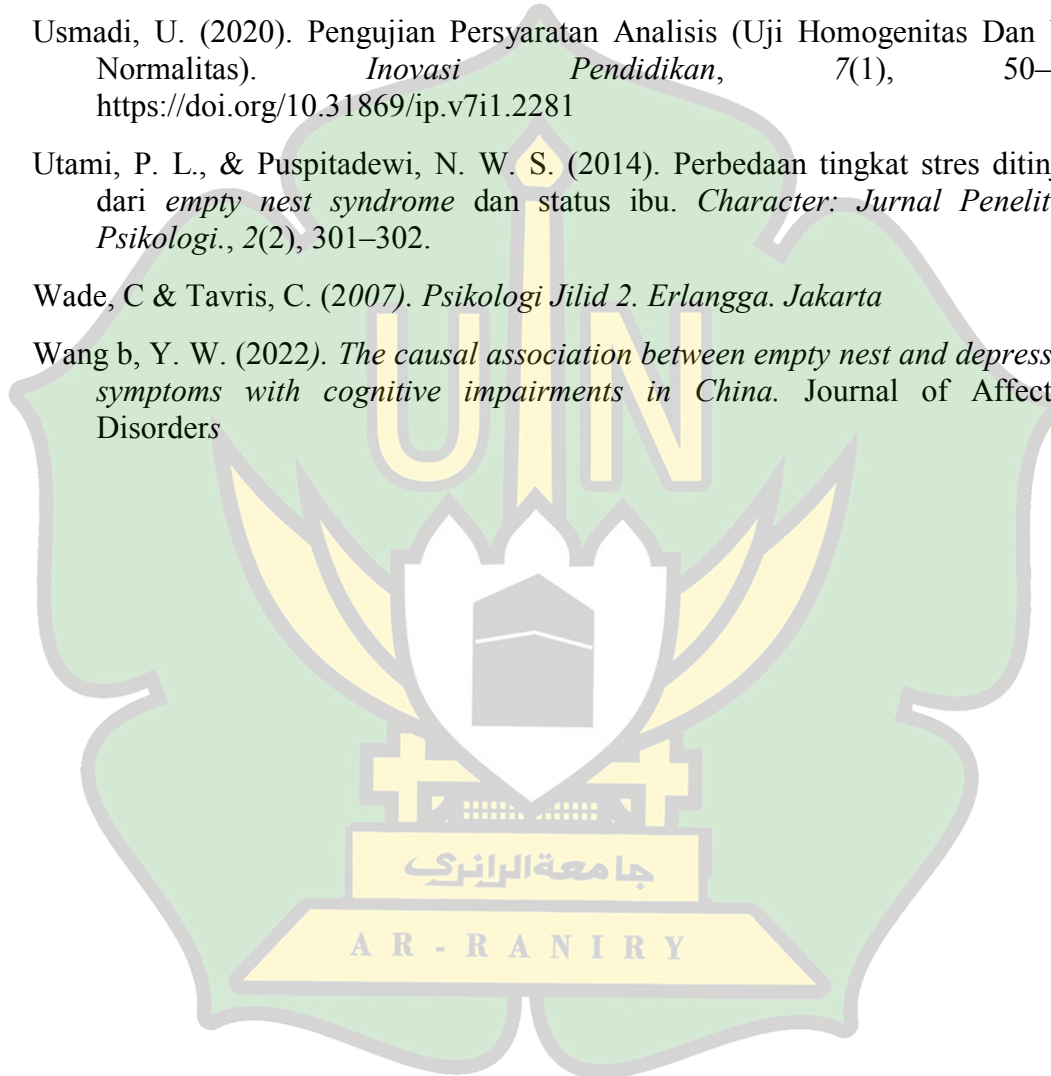 Usmadi, U. (2020). Pengujian Persyaratan Analisis (Uji Homogenitas Dan
Normalitas). Inovasi Pendidikan, 7(1), 50–
https://doi.org/10.31869/ip.v7i1.2281
Utami, P. L., & Puspitadewi, N. W. S. (2014). Perbedaan tingkat stres ditin
dari empty nest syndrome dan status ibu. Character: Jurnal Penelit
Psikologi., 2(2), 301–302.
Wade, C & Tavris, C. (2007). Psikologi Jilid 2. Erlangga. Jakarta
Wang b, Y. W. (2022). The causal association between empty nest and depress
symptoms with cognitive impairments in China. Journal of Affect
Disorders
UIN
جامعة الرانري
AR-RANIRY